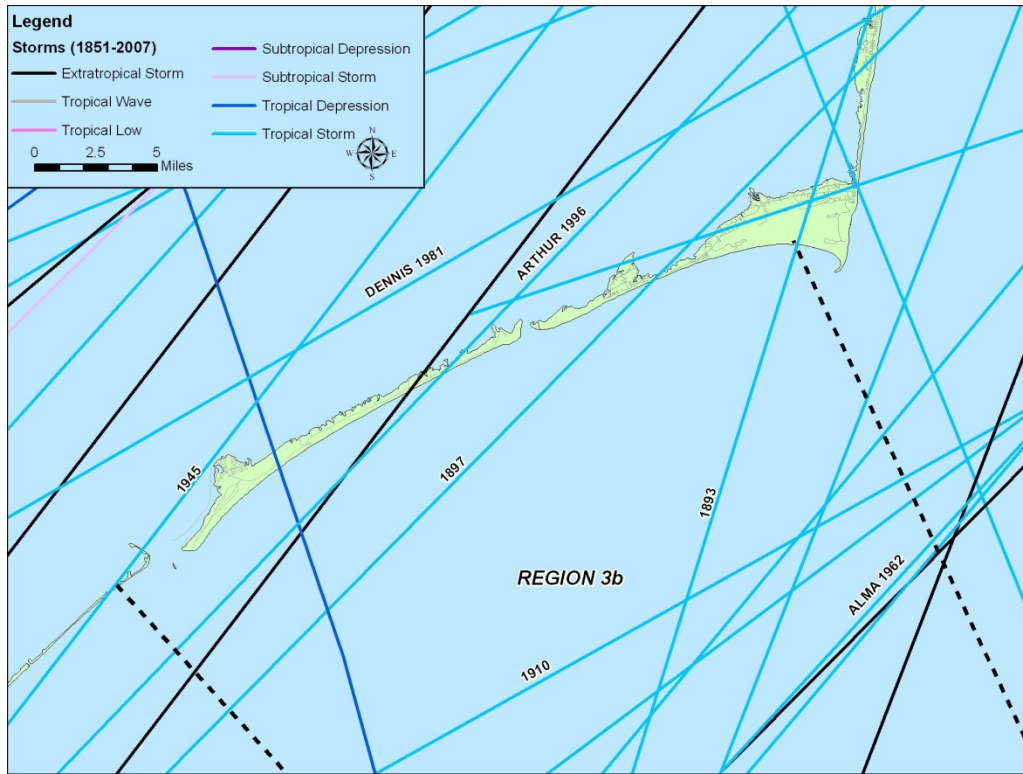 Legend
Storms (1851-2007)
Extratropical Storm
Tropical Wave
Tropical Low
Subtropical Depression
Subtropical Storm
Tropical Depression
Tropical Storm
0 2.5 5
Miles
N
W E
S
DENNIS 1981
ARTHUR 1996
1945
1897
1893
REGION 3b
ALMA 1962
1910